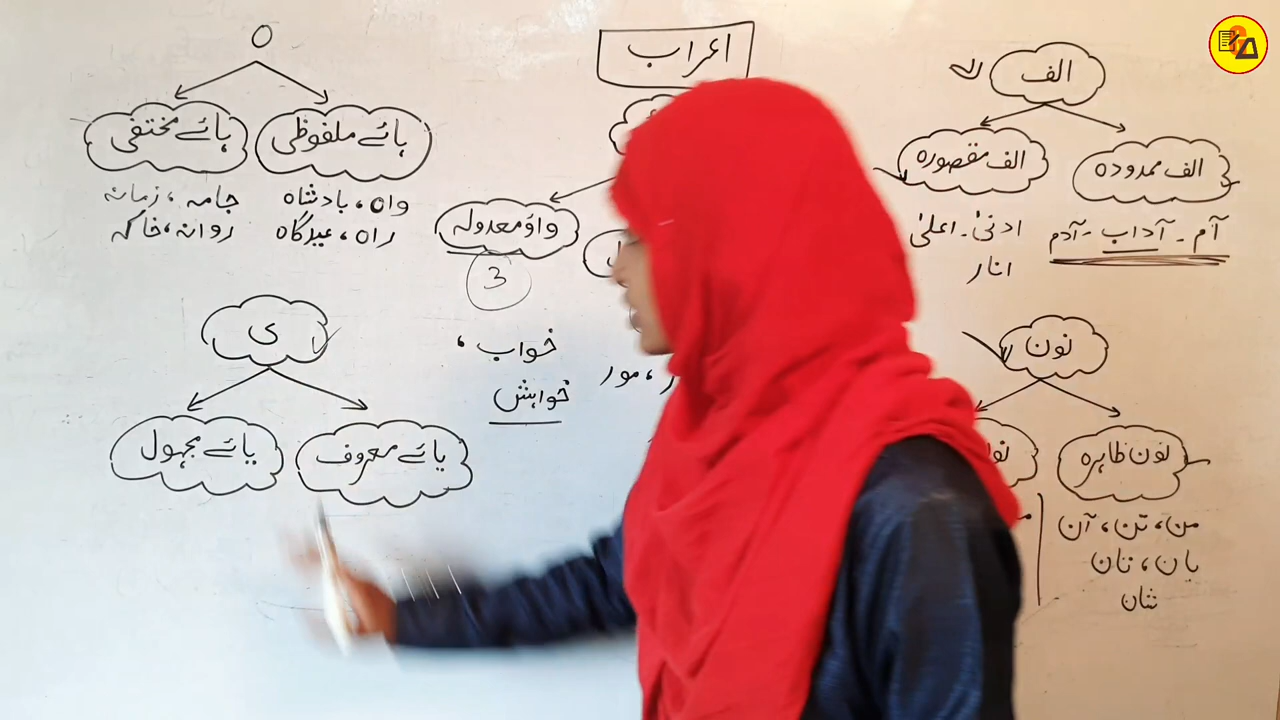 اعراب
الف
الف ممدودہ
الف مقصورہ
آم - آداب - آدم
ادنیٰ - اعلیٰ
انار
واؤ معدولہ
3
خواب ،
خواہش
، مور
ہ
ہائے ملفوظی
ہائے مختفی
واہ ، بادشاہ
راہ ، عیدگاہ
جامہ ، زمانہ
روانہ ، خاکہ
نون
نون ظاہرہ
من ، تن ، آن
بان ، نان
شان
ی
یائے معروف
یائے مجہول